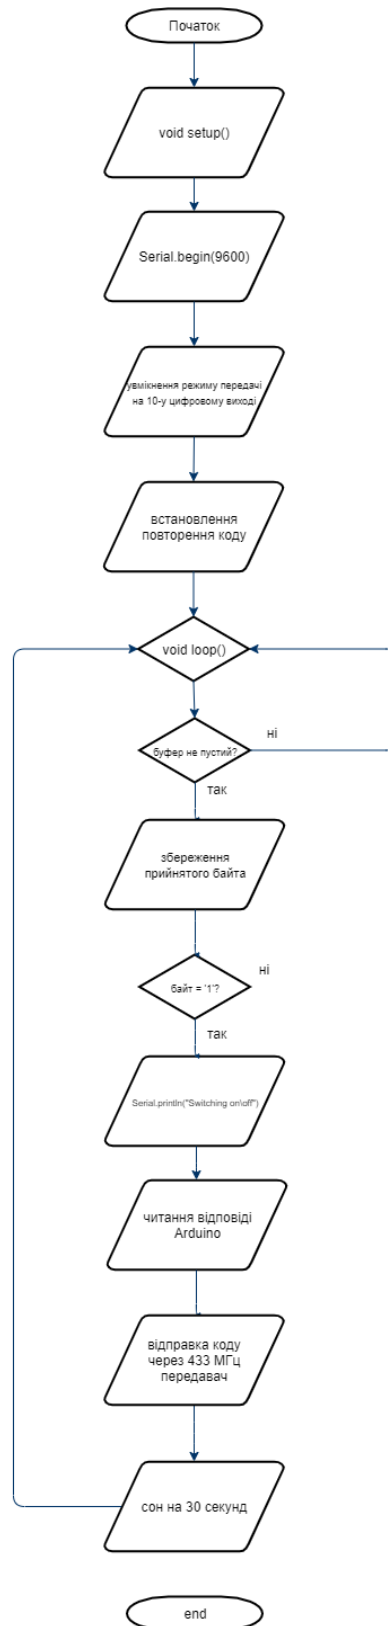 Початок
void setup()
Serial.begin(9600)
увмікнення режиму передачі
на 10-у цифровому виході
встановлення
повторення коду
void loop()
буфер не пустий?
ні
так
збереження
прийнятого байта
ні
байт = '1'?
так
Serial.println("Switching on\off")
читання відповіді
Arduino
відправка коду
через 433 МГц
передавач
сон на 30 секунд
end